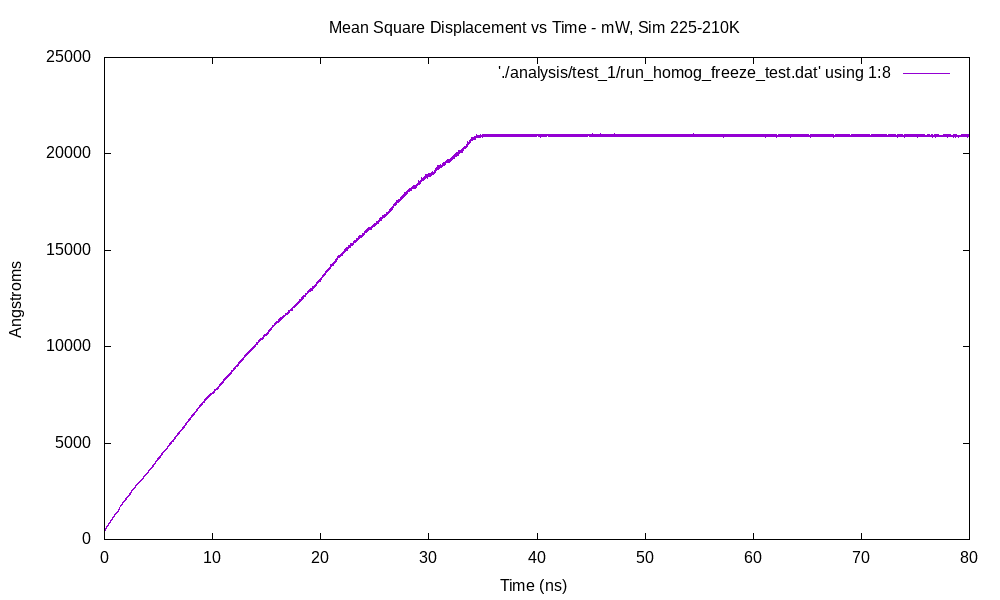 Mean Square Displacement vs Time - mW, Sim 225-210K
'./analysis/test_1/run_homog_freeze_test.dat' using 1:8
25000
20000
15000
10000
5000
0
Angstroms
0 10 20 30 40 50 60 70 80
Time (ns)